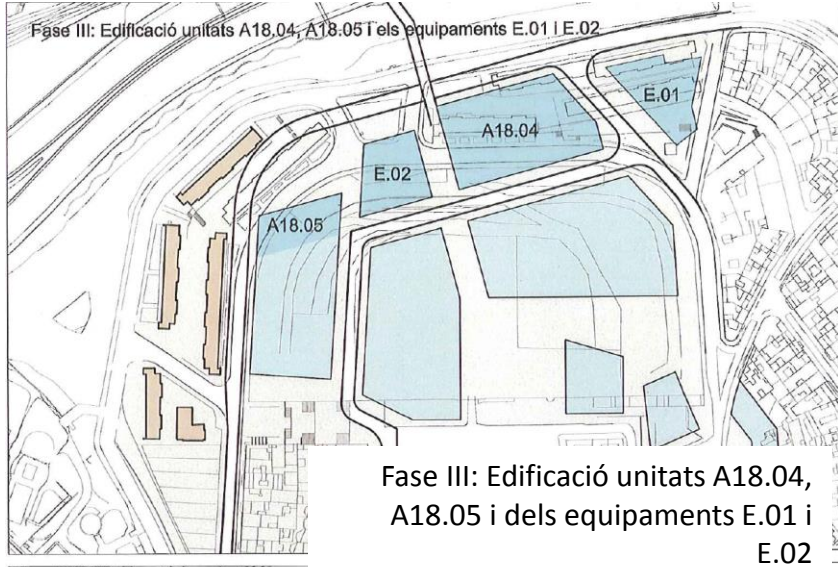 Fase III: Edificació unitats A18.04, A18.05 i els equipaments E.01 i E.02
E.01
A18.04
E.02
A18.05
Fase III: Edificació unitats A18.04,
A18.05 i dels equipaments E.01 i
E.02